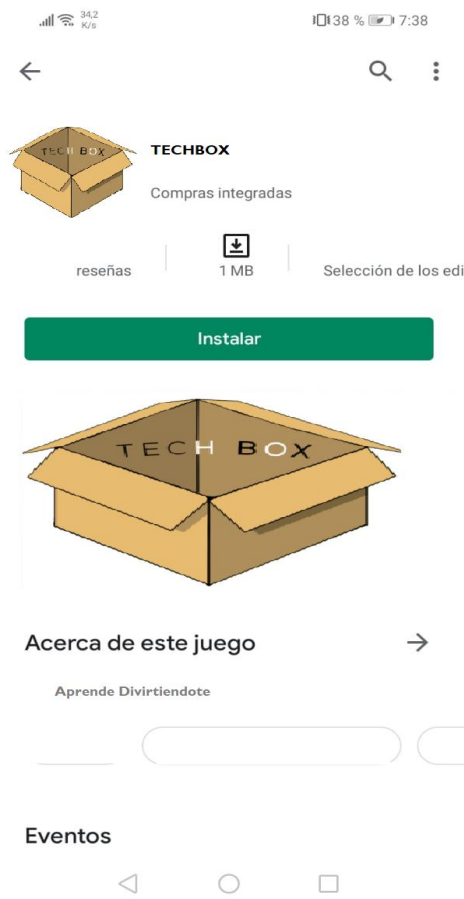 34,2
K/s
38 % 7:38
TECH BOX
TECHBOX
Compras integradas
reseñas
1 MB
Selección de los edi
Instalar
TECH BOX
Acerca de este juego
Aprende Divirtiendote
Eventos